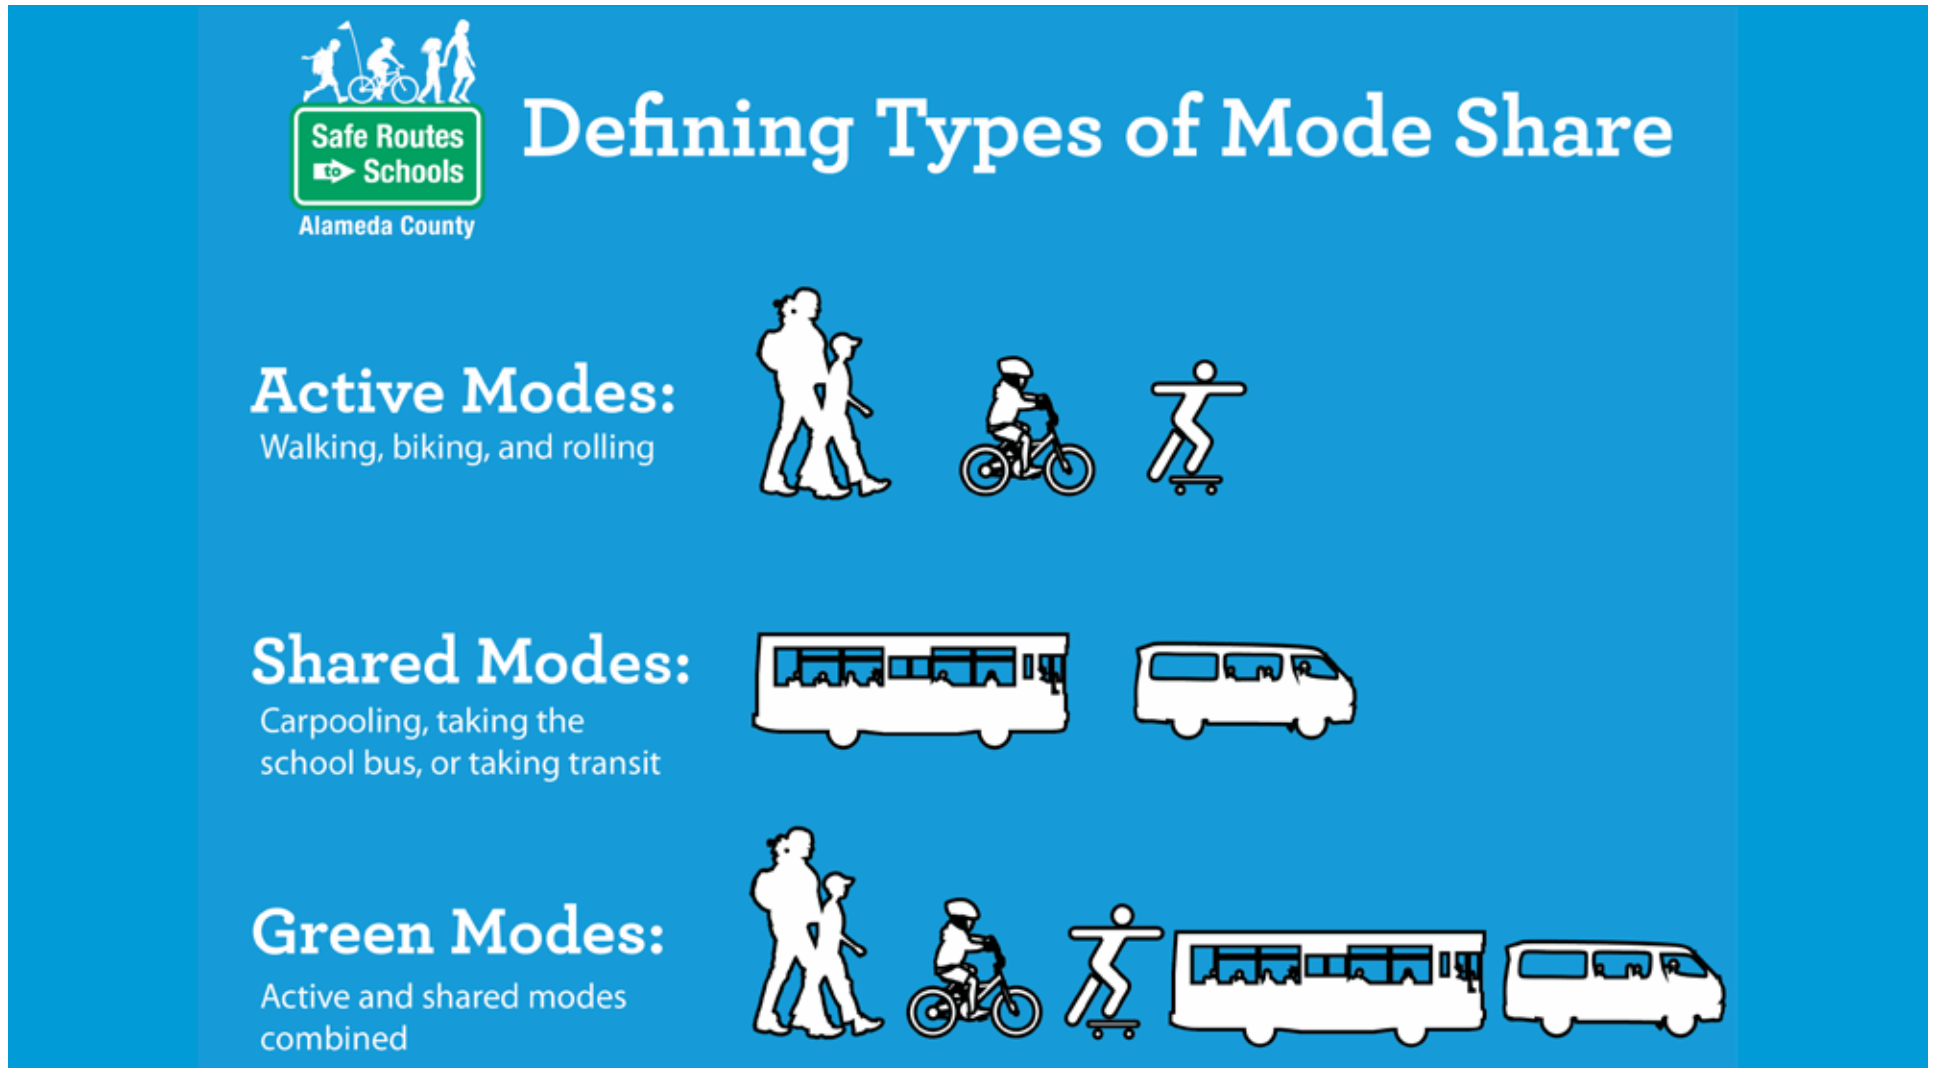 Safe Routes
to Schools
Alameda County
Defining Types of Mode Share
Active Modes:
Walking, biking, and rolling
Shared Modes:
Carpooling, taking the
school bus, or taking transit
Green Modes:
Active and shared modes
combined